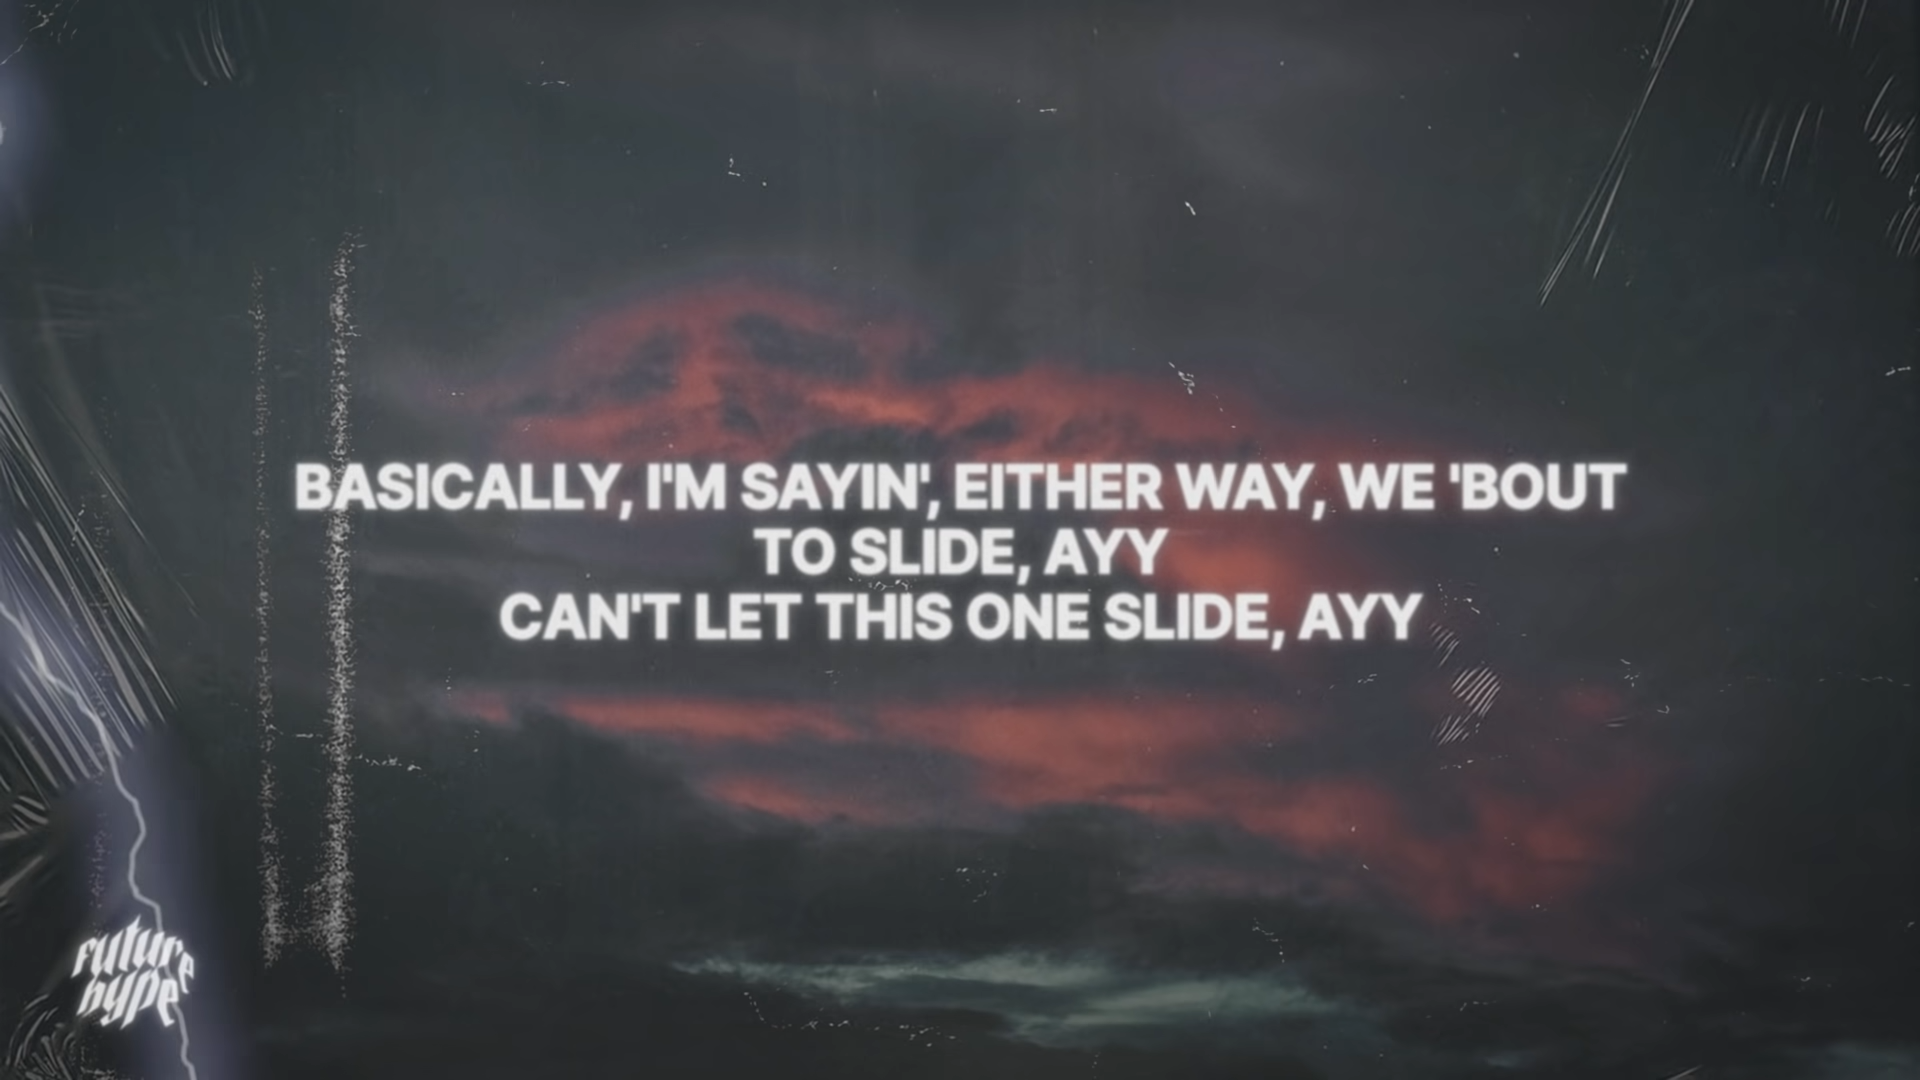 BASICALLY, I'M SAYIN', EITHER WAY, WE 'BOUT
TO SLIDE, AYY
CAN'T LET THIS ONE SLIDE, AYY
future
hype